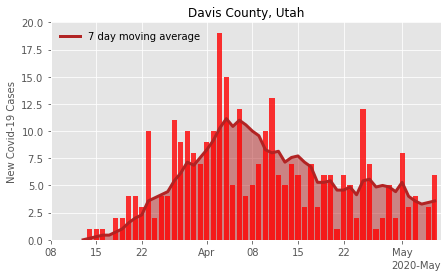 Davis County, Utah
7 day moving average
New Covid-19 Cases
20.0
17.5
15.0
12.5
10.0
7.5
5.0
2.5
0.0
08 15 22 Apr 08 15 22 May
2020-May